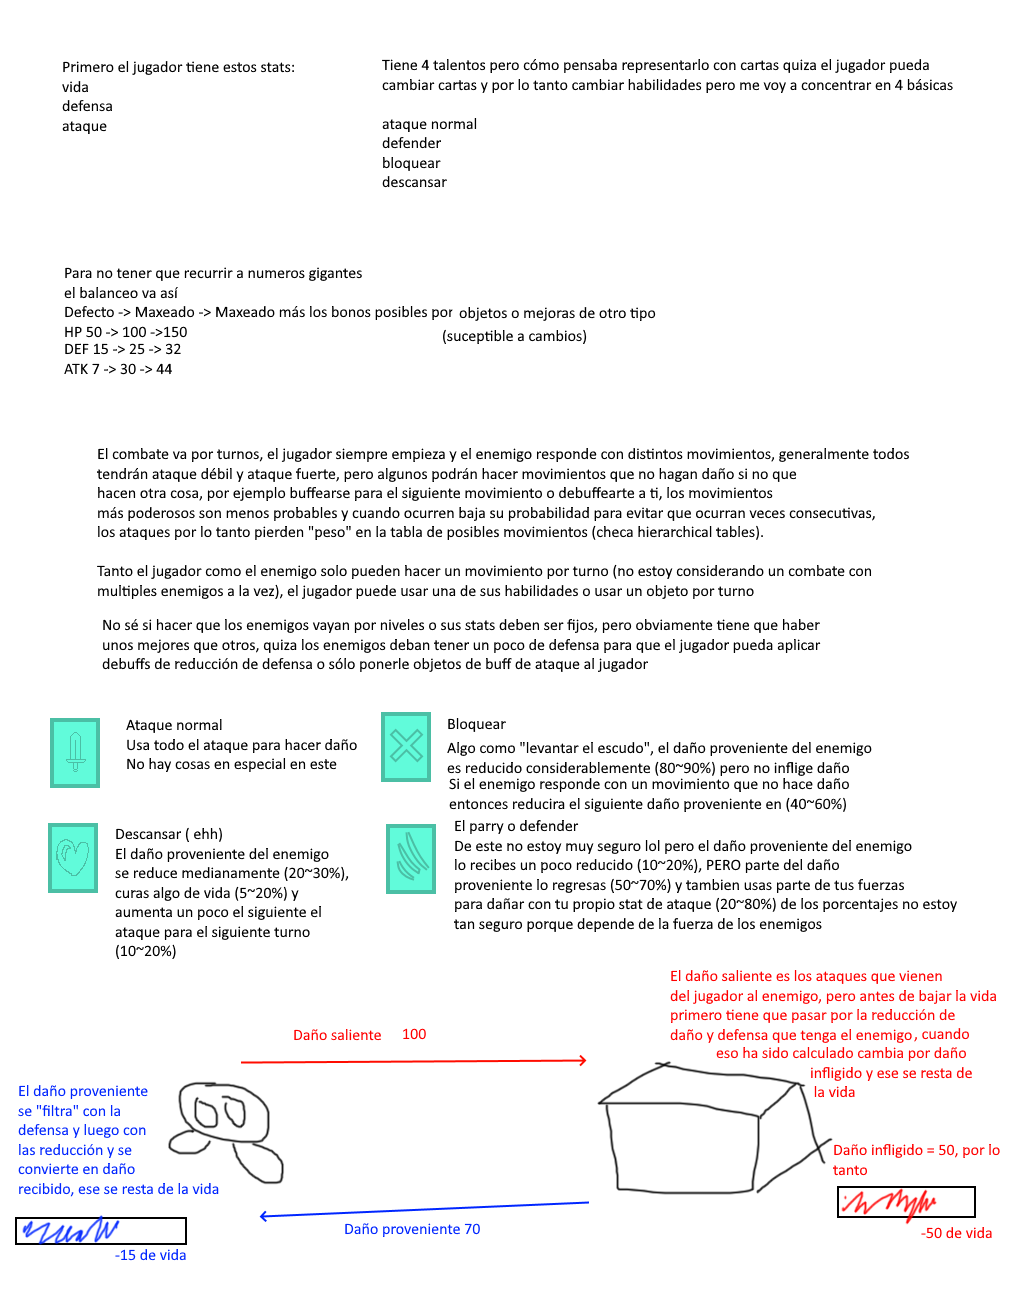 Primero el jugador tiene estos stats:
vida
defensa
ataque
Tiene 4 talentos pero cómo pensaba representarlo con cartas quiza el jugador pueda
cambiar cartas y por lo tanto cambiar habilidades pero me voy a concentrar en 4 básicas
ataque normal
defender
bloquear
descansar
Para no tener que recurrir a numeros gigantes
el balanceo va así
Defecto -> Maxeado -> Maxeado más los bonos posibles por objetos o mejoras de otro tipo
HP 50 -> 100 ->150
(suceptible a cambios)
DEF 15 -> 25 -> 32
ATK 7 -> 30 -> 44
El combate va por turnos, el jugador siempre empieza y el enemigo responde con distintos movimientos, generalmente todos
tendrán ataque débil y ataque fuerte, pero algunos podrán hacer movimientos que no hagan daño si no que
hacen otra cosa, por ejemplo buffearse para el siguiente movimiento o debuffearte a ti, los movimientos
más poderosos son menos probables y cuando ocurren baja su probabilidad para evitar que ocurran veces consecutivas,
los ataques por lo tanto pierden "peso" en la tabla de posibles movimientos (checa hierarchical tables).
Tanto el jugador como el enemigo solo pueden hacer un movimiento por turno (no estoy considerando un combate con
multiples enemigos a la vez), el jugador puede usar una de sus habilidades o usar un objeto por turno
No sé si hacer que los enemigos vayan por niveles o sus stats deben ser fijos, pero obviamente tiene que haber
unos mejores que otros, quiza los enemigos deban tener un poco de defensa para que el jugador pueda aplicar
debuffs de reducción de defensa o sólo ponerle objetos de buff de ataque al jugador
Ataque normal
Usa todo el ataque para hacer daño
No hay cosas en especial en este
Bloquear
Algo como "levantar el escudo", el daño proveniente del enemigo
es reducido considerablemente (80~90%) pero no inflige daño
Si el enemigo responde con un movimiento que no hace daño
entonces reducira el siguiente daño proveniente en (40~60%)
Descansar ( ehh)
El daño proveniente del enemigo
se reduce medianamente (20~30%),
curas algo de vida (5~20%) y
aumenta un poco el siguiente el
ataque para el siguiente turno
(10~20%)
El parry o defender
De este no estoy muy seguro lol pero el daño proveniente del enemigo
lo recibes un poco reducido (10~20%), PERO parte del daño
proveniente lo regresas (50~70%) y tambien usas parte de tus fuerzas
para dañar con tu propio stat de ataque (20~80%) de los porcentajes no estoy
tan seguro porque depende de la fuerza de los enemigos
El daño saliente es los ataques que vienen
del jugador al enemigo, pero antes de bajar la vida
primero tiene que pasar por la reducción de
daño y defensa que tenga el enemigo, cuando
eso ha sido calculado cambia por daño
infligido y ese se resta de
la vida
Daño saliente 100
El daño proveniente
se "filtra" con la
defensa y luego con
las reducción y se
convierte en daño
recibido, ese se resta de la vida
Daño infligido = 50, por lo
tanto
Daño proveniente 70
-50 de vida
-15 de vida